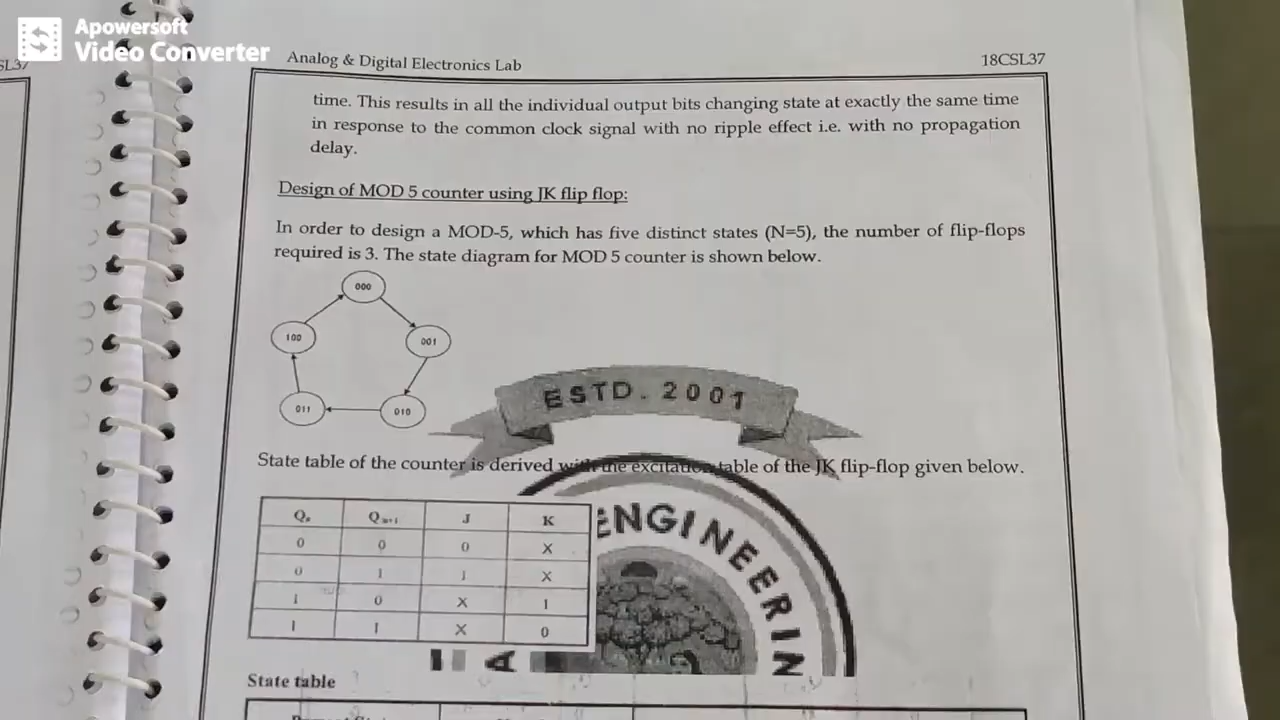 Apowersoft
Video Converter
SL37
Analog & Digital Electronics Lab
18CSL37
time. This results in all the individual output bits changing state at exactly the same time
in response to the common clock signal with no ripple effect i.e. with no propagation
delay.
Design of MOD 5 counter using JK flip flop:
In order to design a MOD-5, which has five distinct states (N=5), the number of flip-flops
required is 3. The state diagram for MOD 5 counter is shown below.
000
100
001
011
010
ESTD. 2001
State table of the counter is derived with the excitation table of the JK flip-flop given below.
Qn Qn+1 J K
0 0 0 X
0 1 1 X
1 0 X 1
1 1 X 0
ENGINEERIN
A
State table